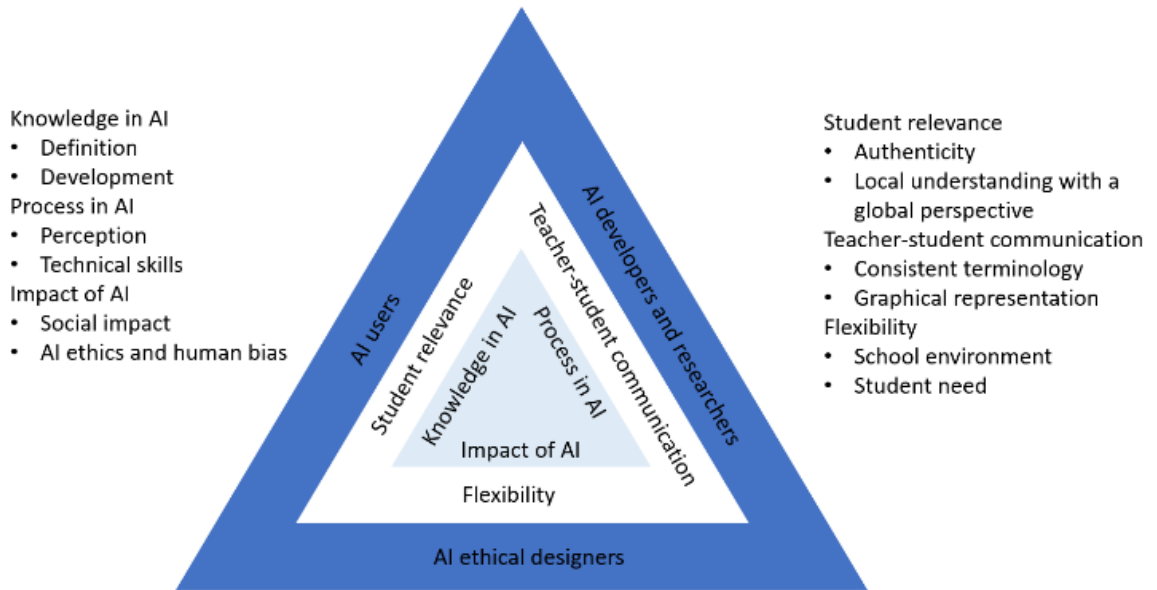 Knowledge in AI
• Definition
• Development
Process in AI
• Perception
• Technical skills
Impact of AI
• Social impact
• AI ethics and human bias
AI users
Student relevance
Knowledge in AI
Process in AI
Impact of AI
Teacher-student communication
Flexibility
AI developers and researchers
AI ethical designers
Student relevance
• Authenticity
• Local understanding with a
global perspective
Teacher-student communication
• Consistent terminology
• Graphical representation
Flexibility
• School environment
• Student need